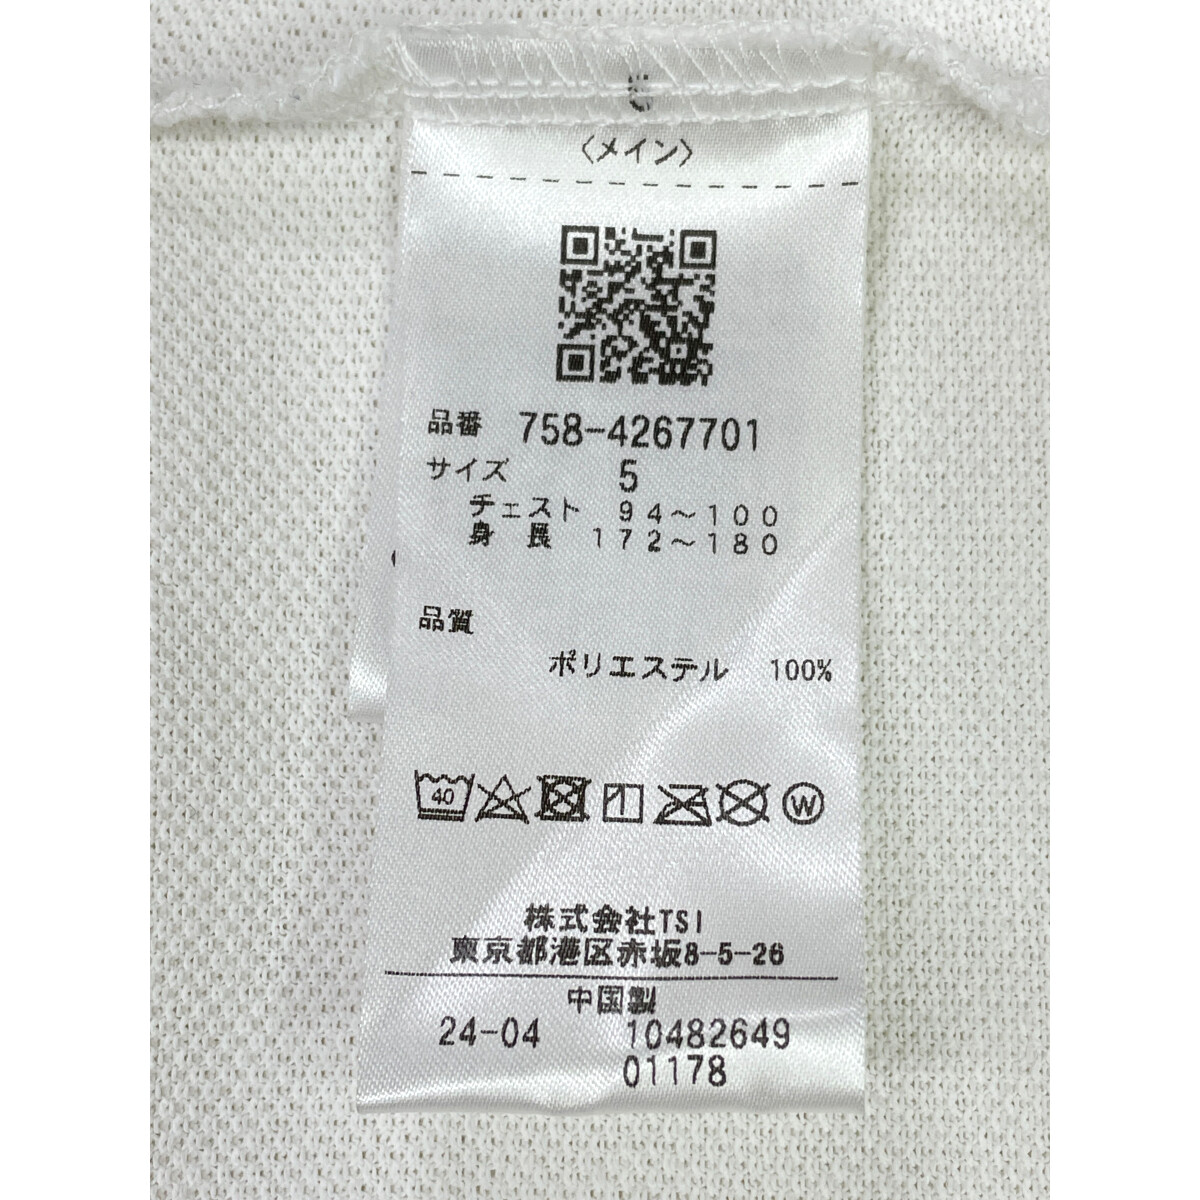 〈メイン〉
品番 758-4267701
サイズ 5
チェスト 94～100
身長 172～180
品質
ポリエステル 100%
40
W
株式会社TSI
東京都港区赤坂8-5-26
中国製
24-04 10482649
01178